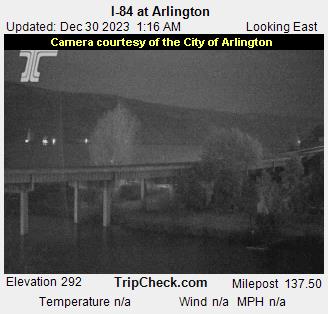 I-84 at Arlington
Updated: Dec 30 2023 1:16 AM Looking East
Camera courtesy of the City of Arlington
Elevation 292 TripCheck.com Milepost 137.50
Temperature n/a Wind n/a MPH n/a